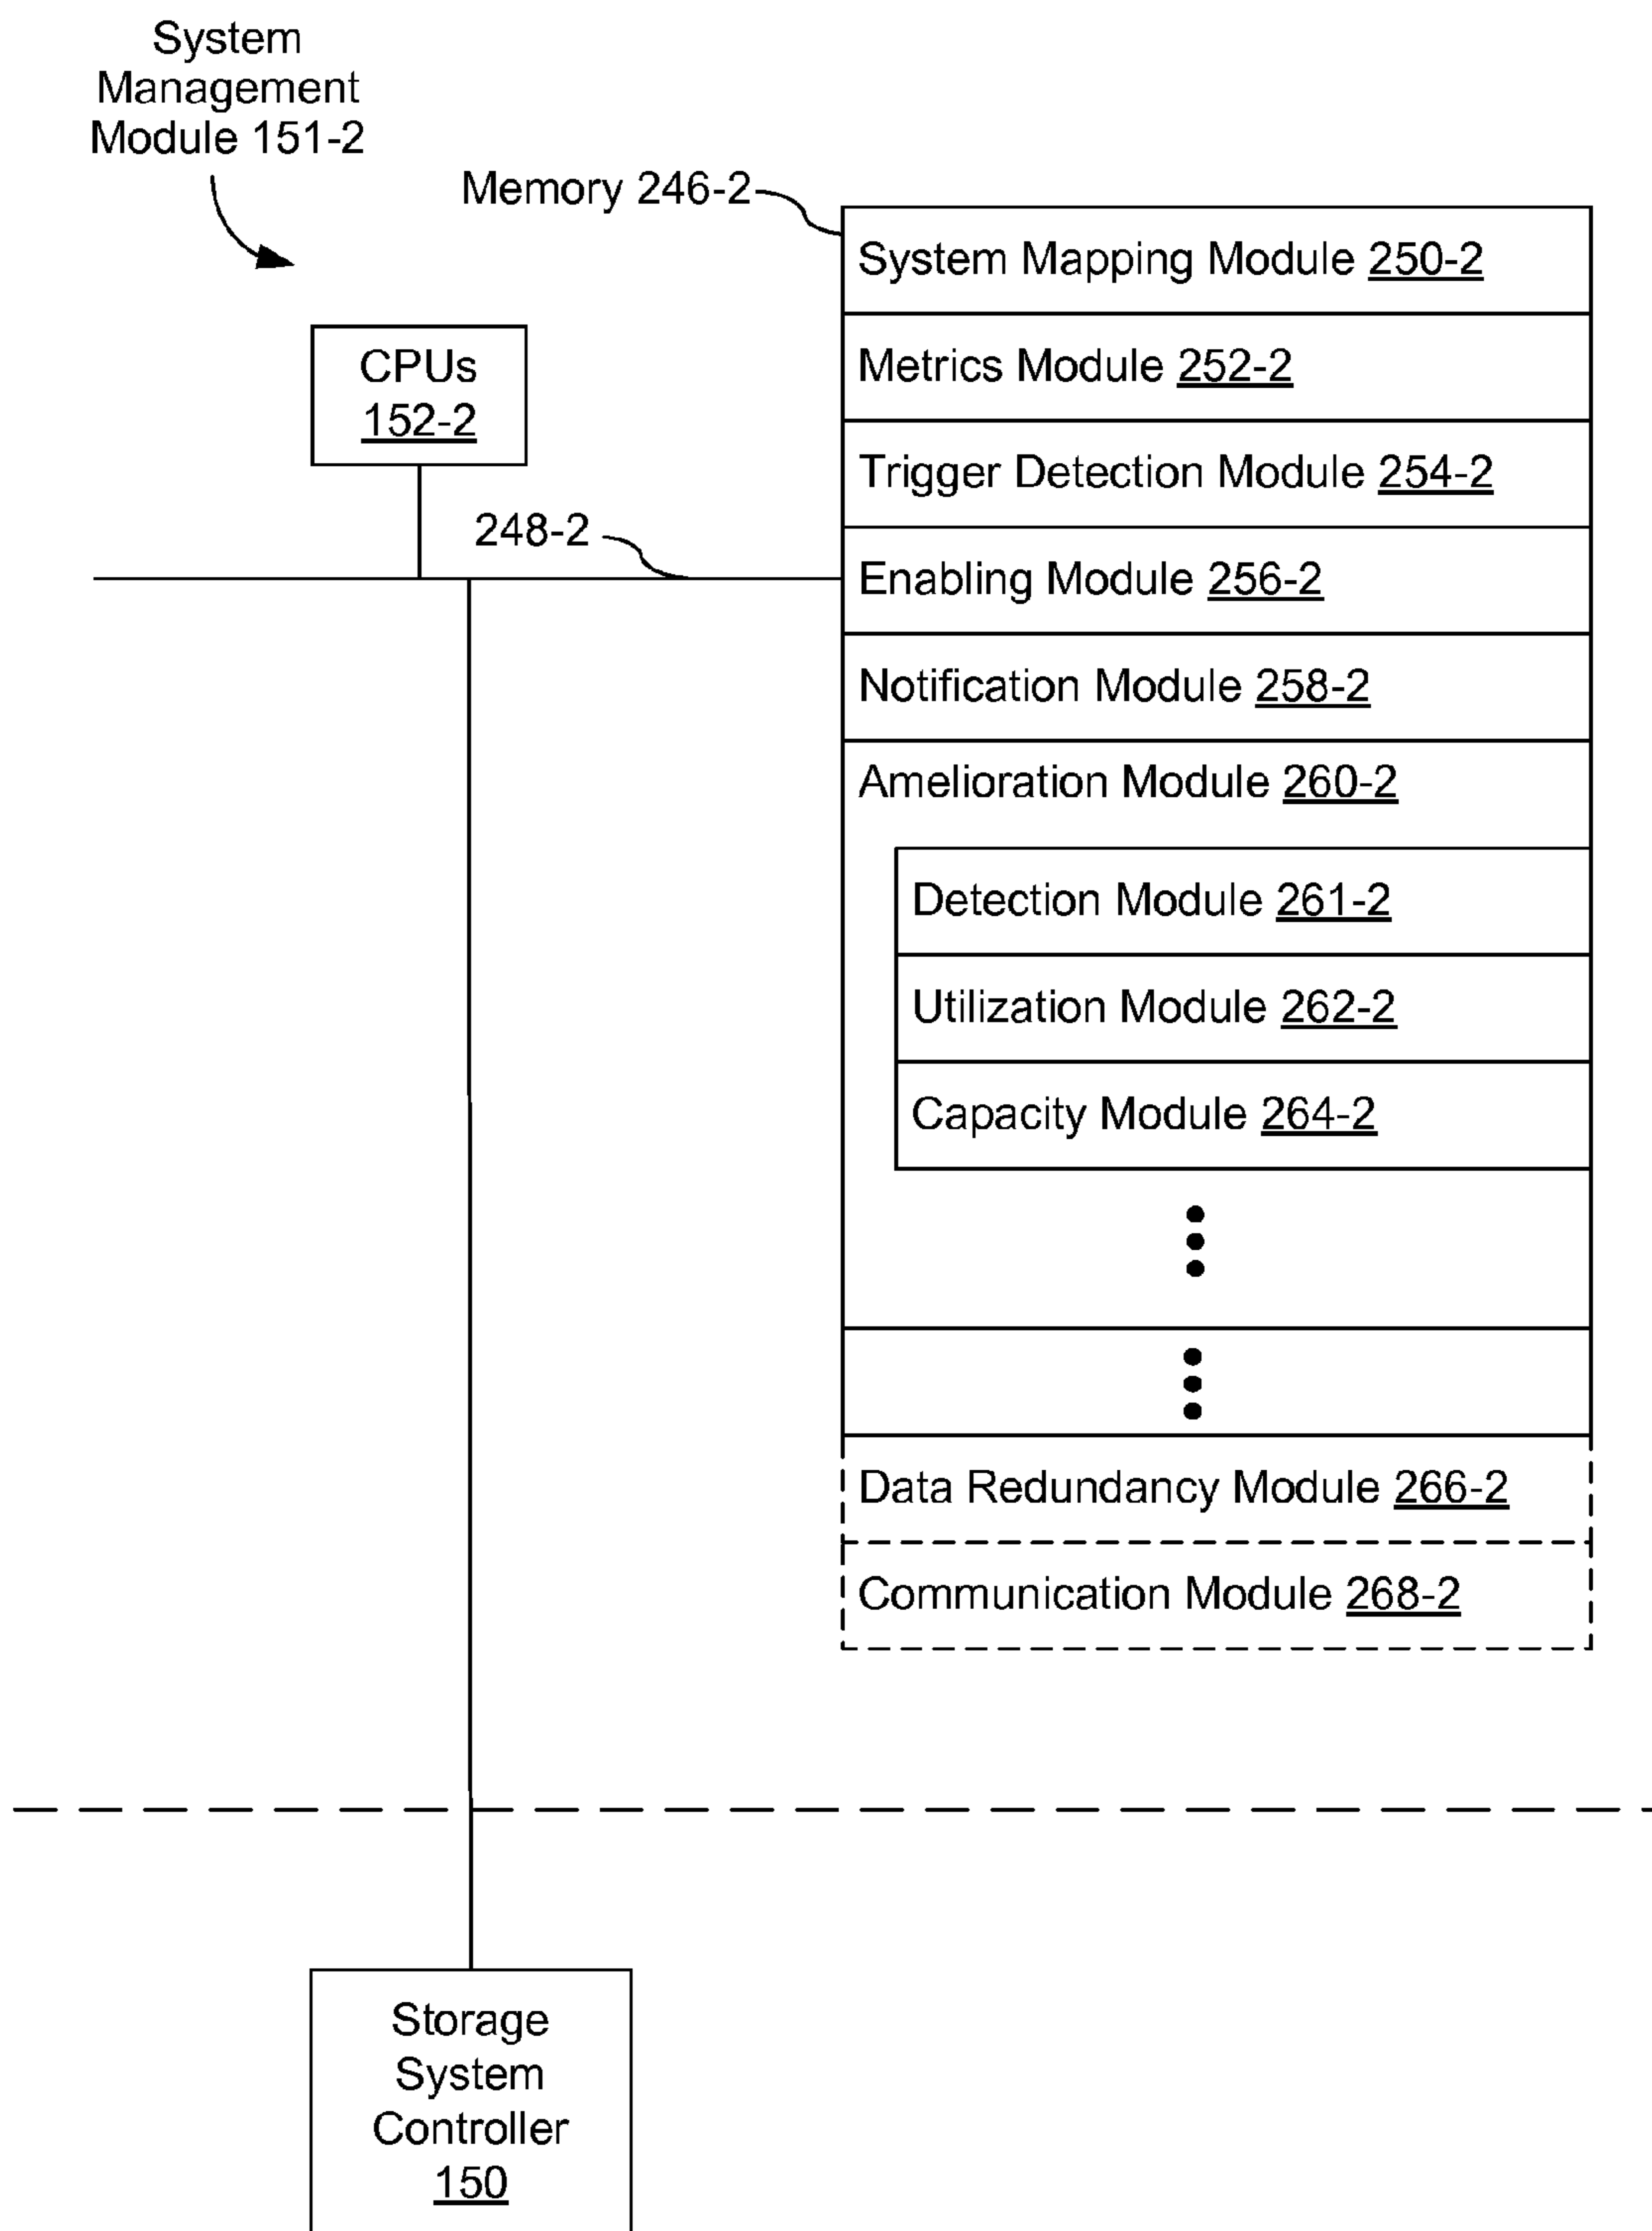 System
Management
Module 151-2
Memory 246-2
System Mapping Module 250-2
CPUs
152-2
Metrics Module 252-2
Trigger Detection Module 254-2
248-2
Enabling Module 256-2
Notification Module 258-2
Amelioration Module 260-2
Detection Module 261-2
Utilization Module 262-2
Capacity Module 264-2
Data Redundancy Module 266-2
Communication Module 268-2
Storage
System
Controller
150